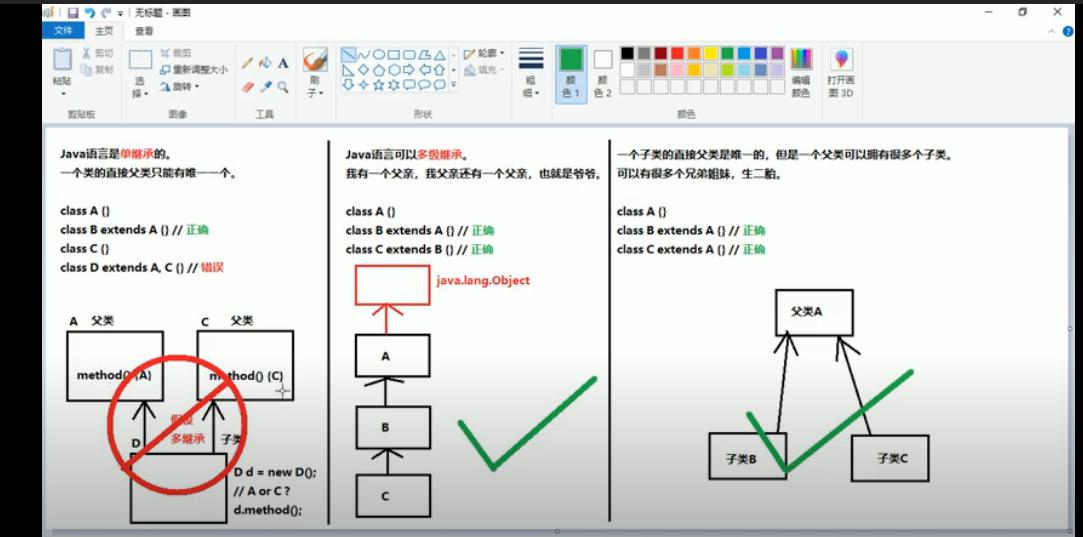 无标题 - 画图
文件
主页
查看
粘贴
剪切
复制
剪贴板
选择
裁剪
重新调整大小
旋转
图像
A
工具
刷子
轮廓
填充
形状
粗细
颜色 1
颜色 2
颜色
编辑颜色
打开画图 3D
Java语言是单继承的。
一个类的直接父类只能有唯一一个。
class A {}
class B extends A {} // 正确
class C {}
class D extends A, C {} // 错误
A 父类
C 父类
method() {A}
method() {C}
假设
多继承
D
子类
D d = new D();
// A or C ?
d.method();
Java语言可以多级继承。
我有一个父亲，我父亲还有一个父亲，也就是爷爷。
class A {}
class B extends A {} // 正确
class C extends B {} // 正确
java.lang.Object
A
B
C
一个子类的直接父类是唯一的，但是一个父类可以拥有很多个子类。
可以有很多个兄弟姐妹，生二胎。
class A {}
class B extends A {} // 正确
class C extends A {} // 正确
父类A
子类B
子类C